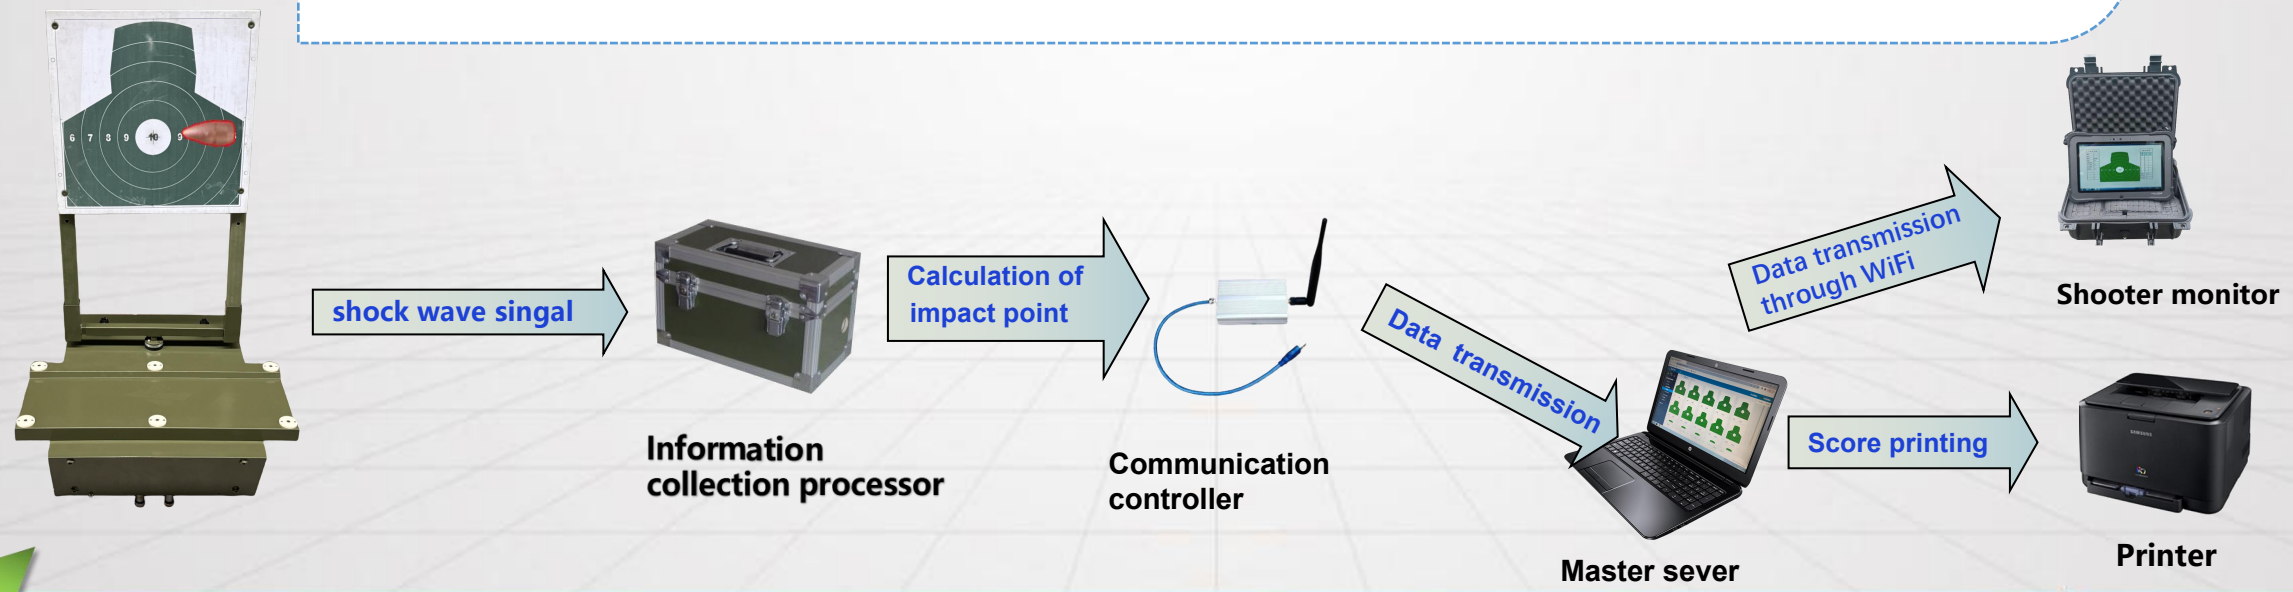 6 7 8 9 10 9
shock wave singal
Information
collection processor
Calculation of
impact point
Communication
controller
Data transmission
Master sever
Data transmission
through WiFi
Shooter monitor
Score printing
SAMSUNG
Printer